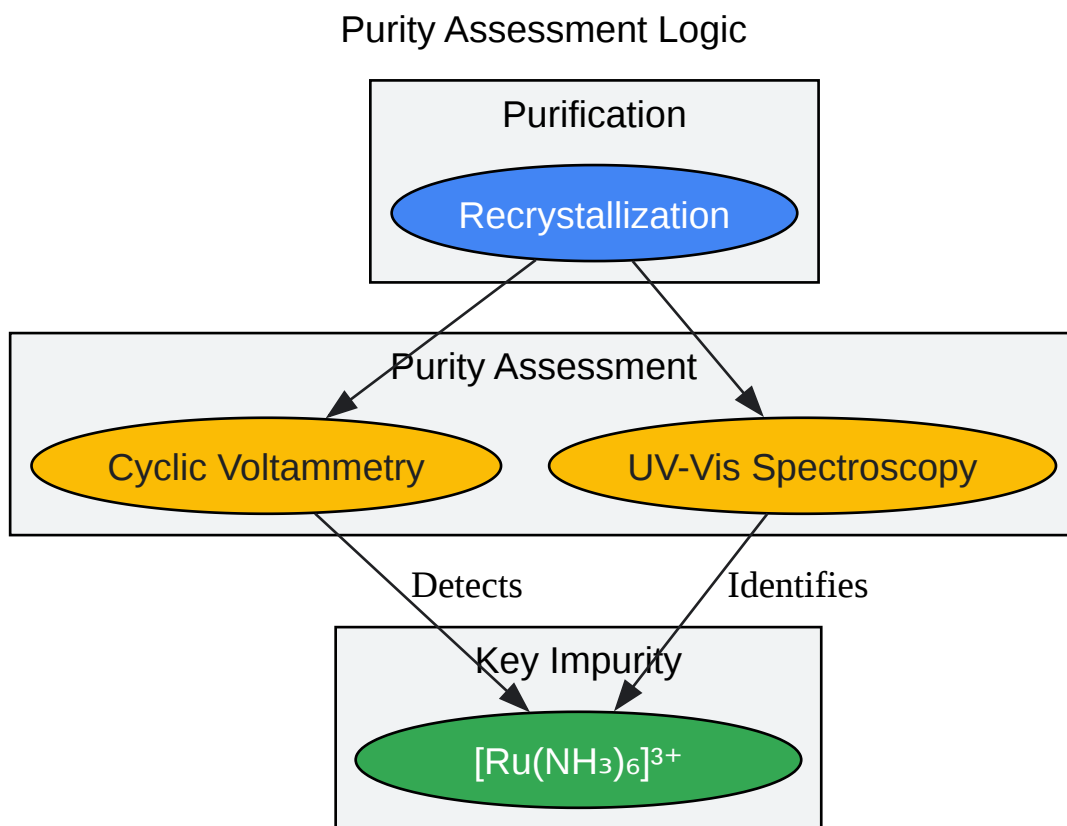 Purity Assessment Logic
Purification
Recrystallization
Purity Assessment
Cyclic Voltammetry
UV-Vis Spectroscopy
Detects
Identifies
Key Impurity
[Ru(NH₃)₆]³⁺